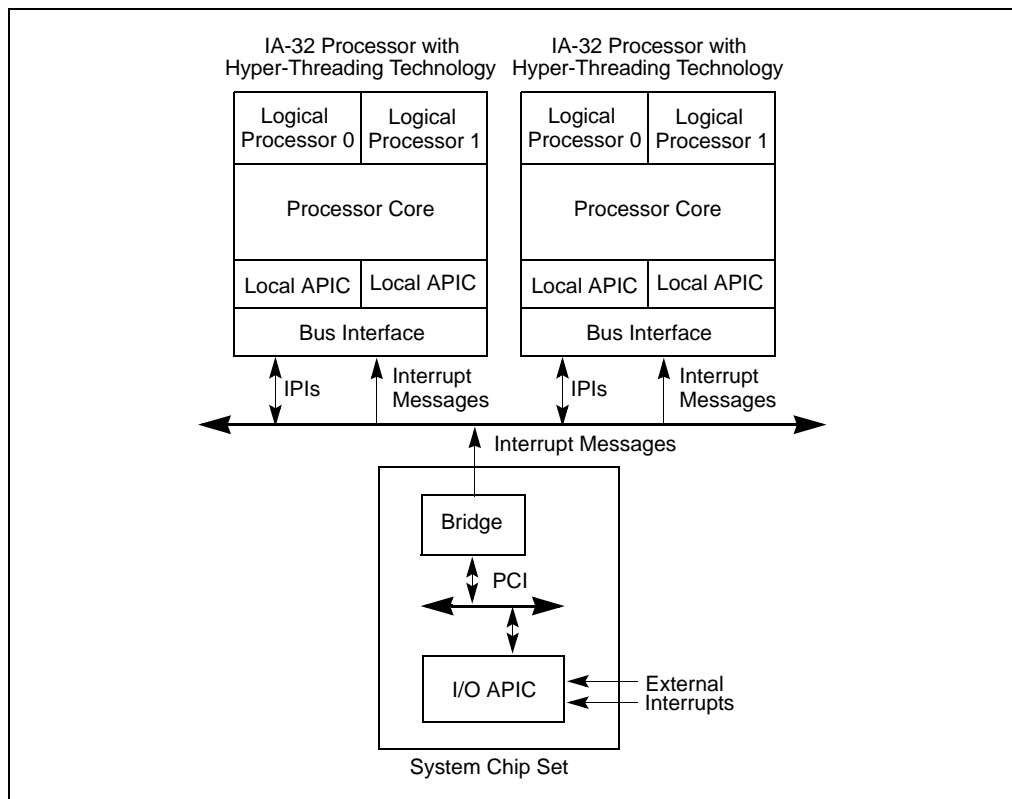 IA-32 Processor with
Hyper-Threading Technology
IA-32 Processor with
Hyper-Threading Technology
Logical
Processor 0
Logical
Processor 1
Logical
Processor 0
Logical
Processor 1
Processor Core
Processor Core
Local APIC
Local APIC
Local APIC
Local APIC
Bus Interface
Bus Interface
IPIs
Interrupt
Messages
IPIs
Interrupt
Messages
Interrupt Messages
Bridge
PCI
I/O APIC
External
Interrupts
System Chip Set